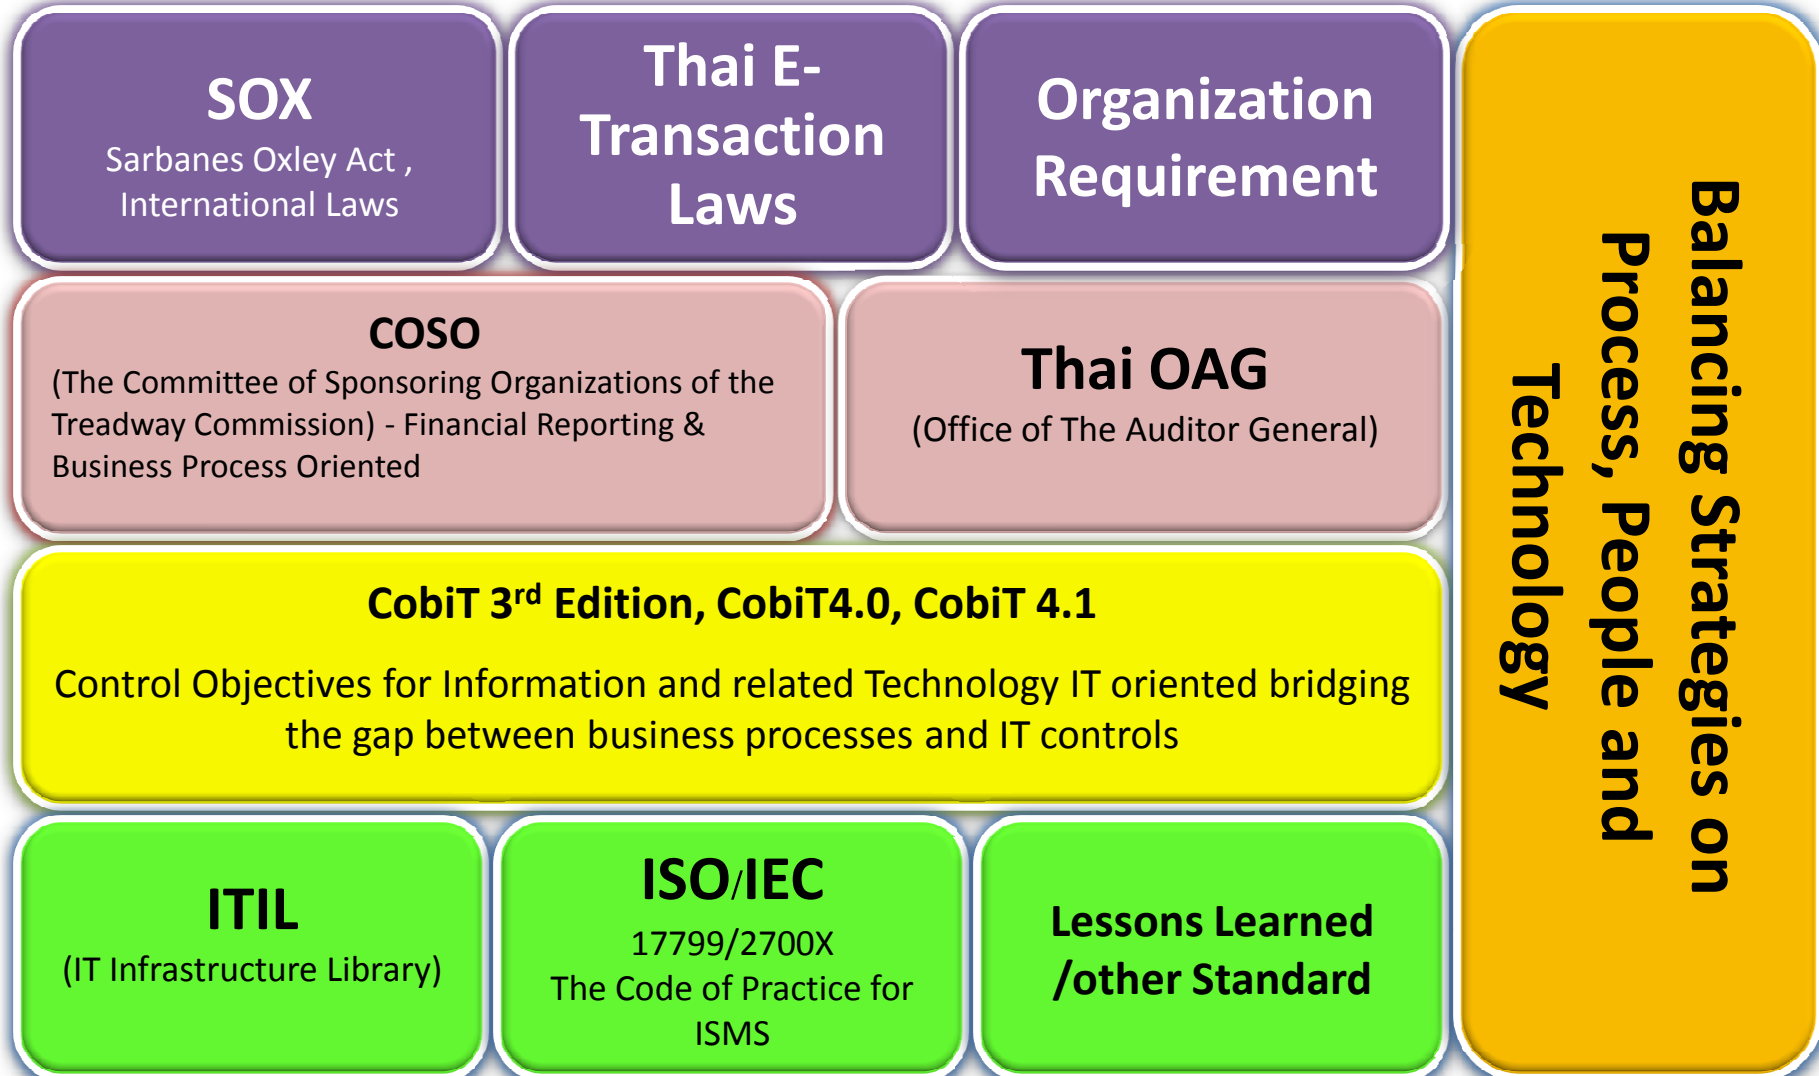 SOX
Sarbanes Oxley Act ,
International Laws
Thai E-
Transaction
Laws
Organization
Requirement
COSO
(The Committee of Sponsoring Organizations of the
Treadway Commission) - Financial Reporting &
Business Process Oriented
Thai OAG
(Office of The Auditor General)
CobiT 3rd Edition, CobiT4.0, CobiT 4.1
Control Objectives for Information and related Technology IT oriented bridging
the gap between business processes and IT controls
ITIL
(IT Infrastructure Library)
ISO/IEC
17799/2700X
The Code of Practice for
ISMS
Lessons Learned
/other Standard
Balancing Strategies on
Process, People and
Technology